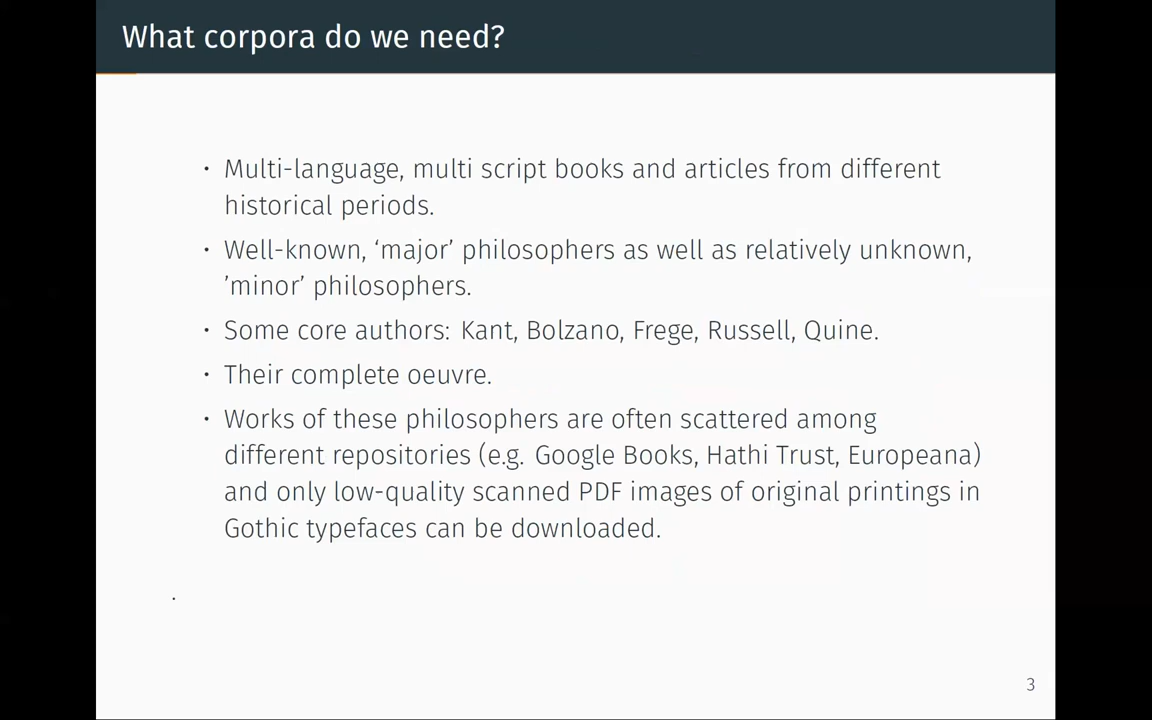 What corpora do we need?
· Multi-language, multi script books and articles from different
historical periods.
· Well-known, ‘major’ philosophers as well as relatively unknown,
’minor’ philosophers.
· Some core authors: Kant, Bolzano, Frege, Russell, Quine.
· Their complete oeuvre.
· Works of these philosophers are often scattered among
different repositories (e.g. Google Books, Hathi Trust, Europeana)
and only low-quality scanned PDF images of original printings in
Gothic typefaces can be downloaded.
.
3